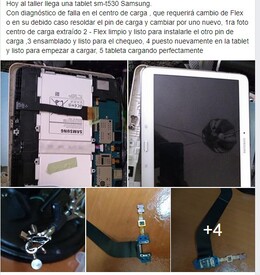 Hoy al taller llega una tablet sm-t530 Samsung.
Con diagnóstico de falla en el centro de carga , que requerirá cambio de Flex
o en su debido caso resoldar el pin de carga y cambiar por uno nuevo, 1ra foto
centro de carga extraído 2 - Flex limpio y listo para instalarle el otro pin de
carga ,3 ensamblado y listo para el chequeo, 4 puesto nuevamente en la tablet
y listo para empezar a cargar, 5 tableta cargando perfectamente
SAMSUNG
+4